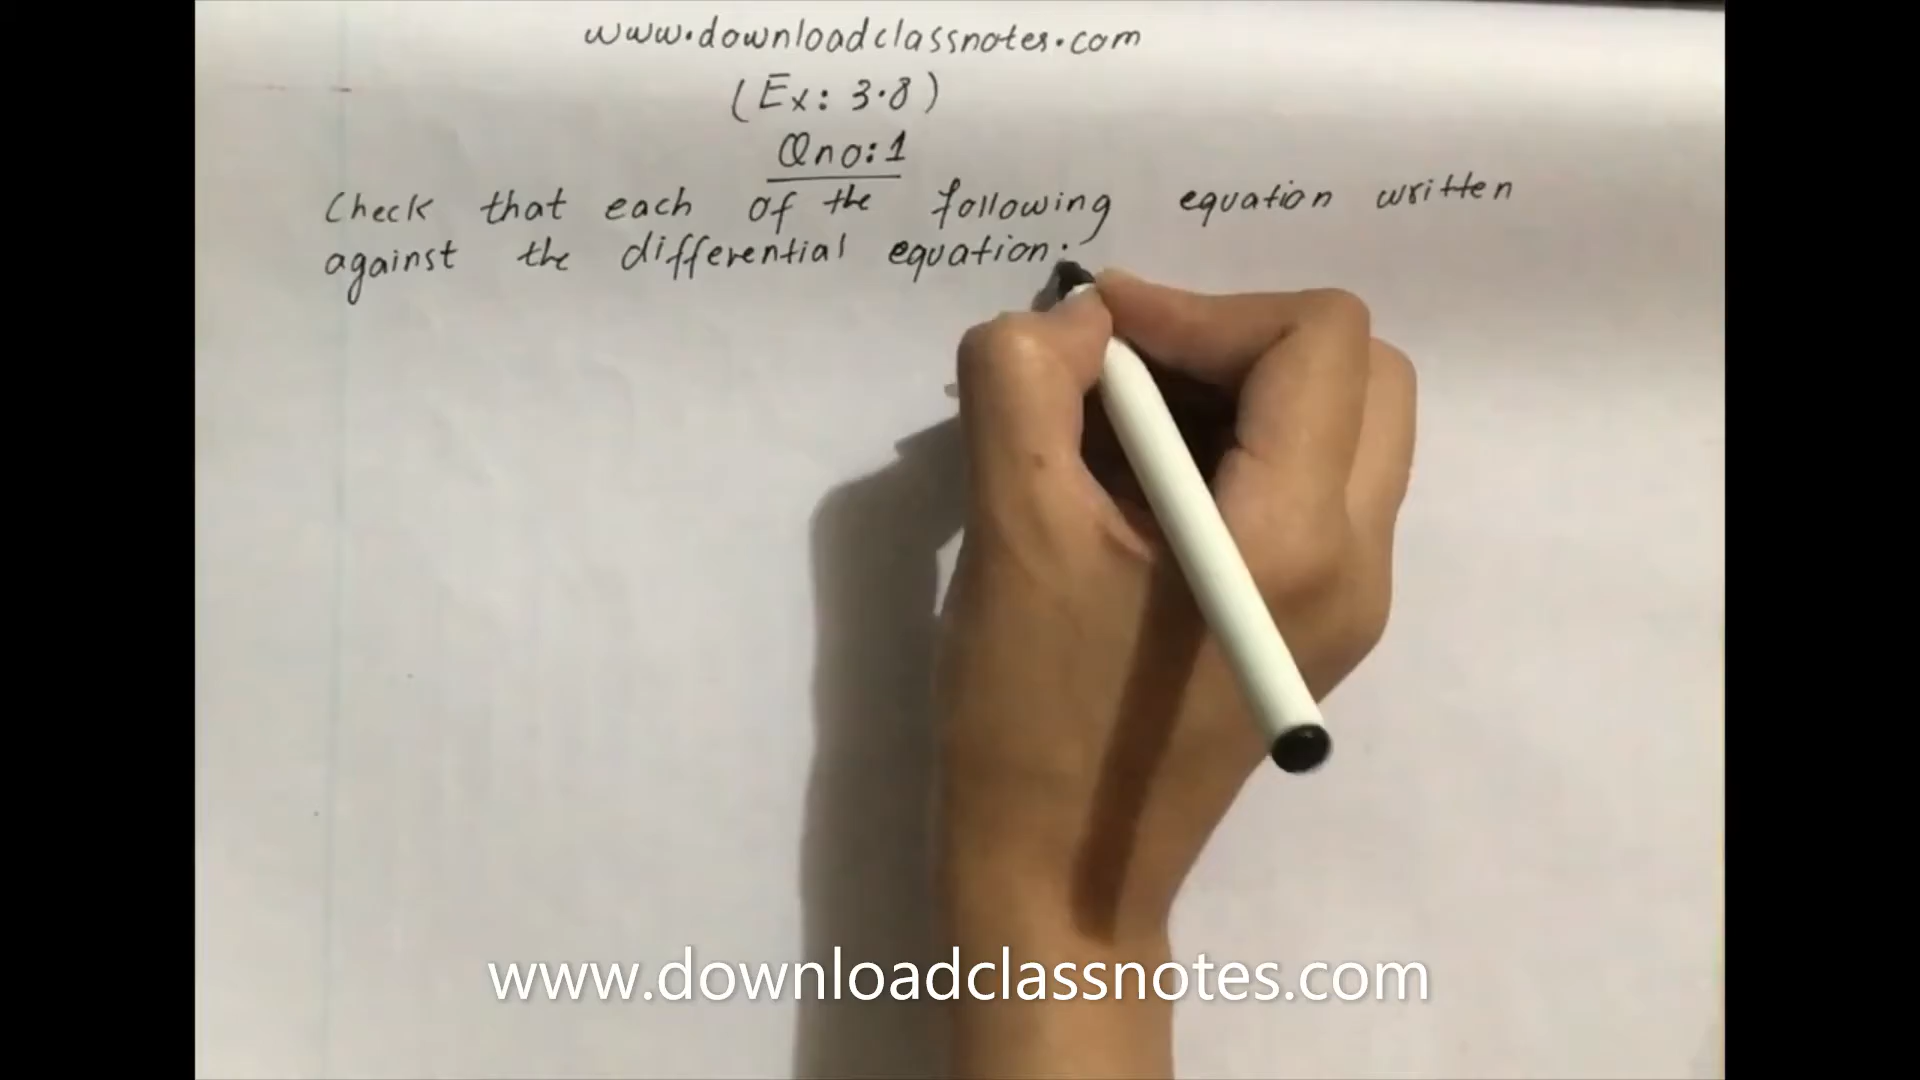 www.downloadclassnotes.com
(Ex: 3.8)
Qno:1
Check that each of the following equation written
against the differential equation.
www.downloadclassnotes.com